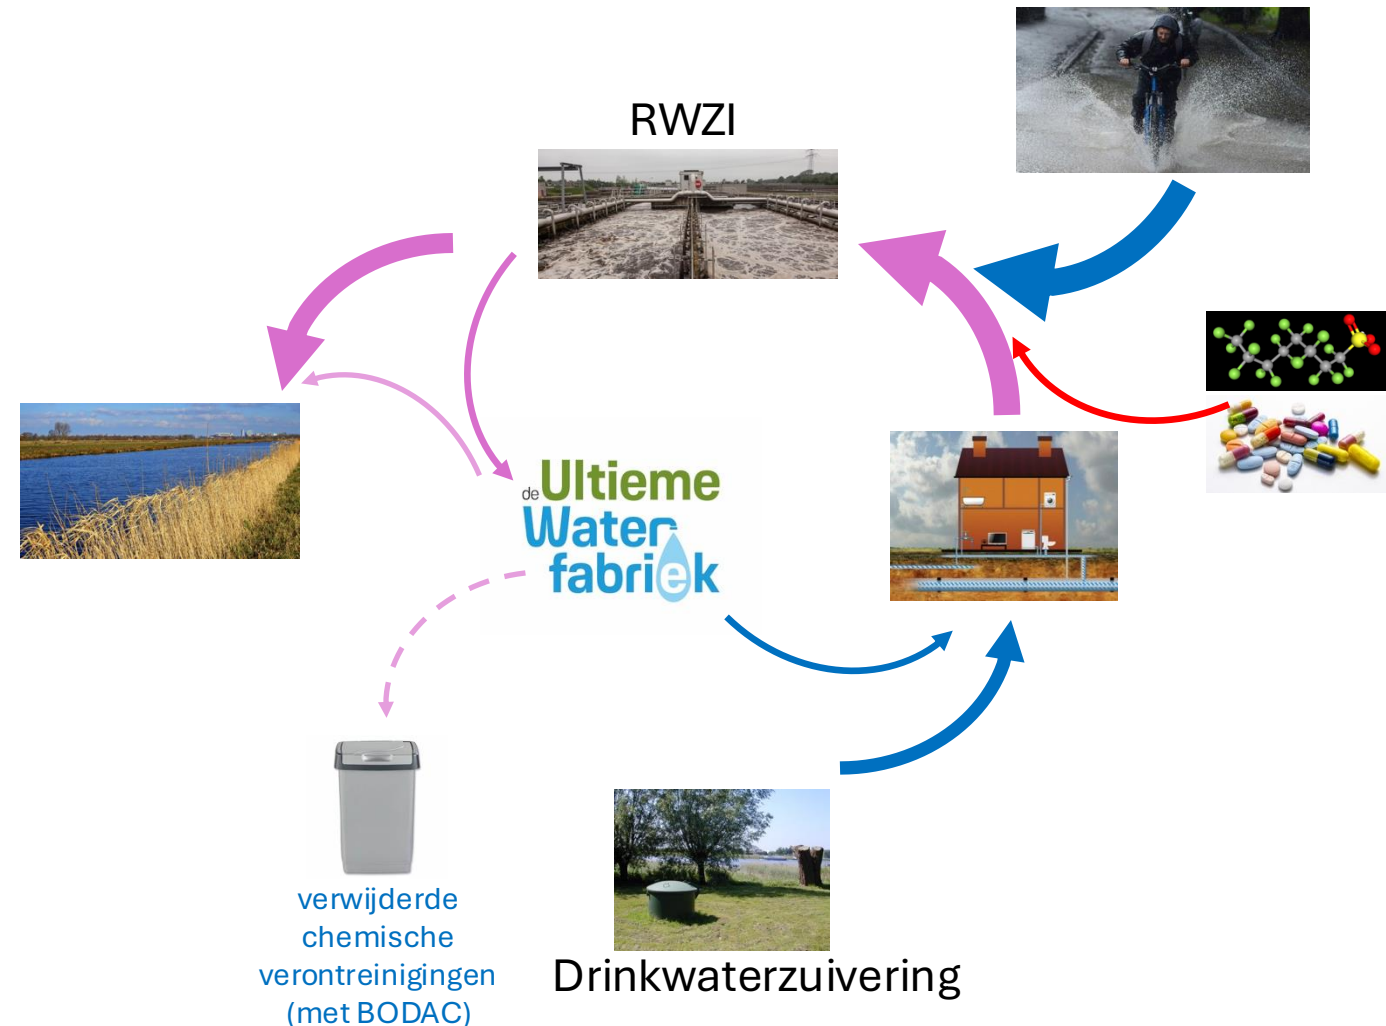 RWZI
de Ultieme
Water
fabriek
verwijderde
chemische
verontreinigingen
(met BODAC)
Drinkwaterzuivering